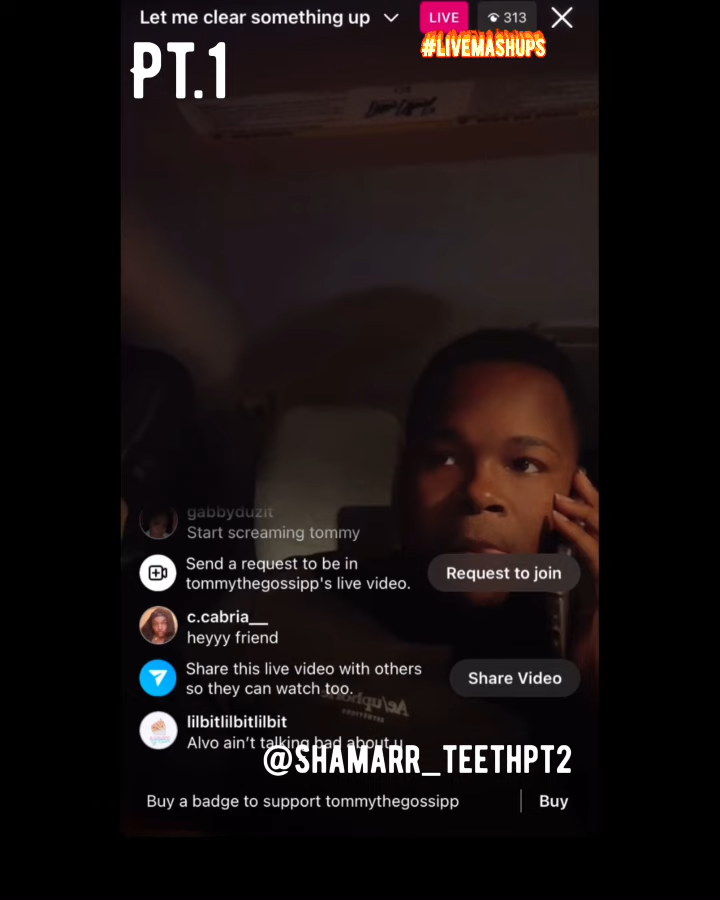 Let me clear something up
LIVE
313
#LIVEMASHUPS
PT.1
gabbyduzit
Start screaming tommy
Send a request to be in
tommythegossipp's live video.
Request to join
c.cabria__
heyyy friend
Share this live video with others
so they can watch too.
Share Video
lilbitlilbitlilbit
Alvo ain't talking bad about u
@SHAMARR_TEETHPT2
Buy a badge to support tommythegossipp
Buy